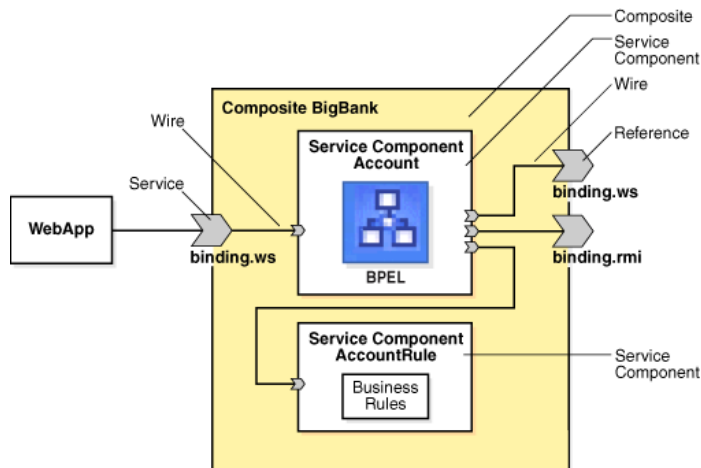 Composite
Service
Component
Wire
Composite BigBank
Wire
Service Component
Account
Reference
Service
binding.ws
WebApp
binding.ws
binding.rmi
BPEL
Service Component
AccountRule
Service
Component
Business
Rules